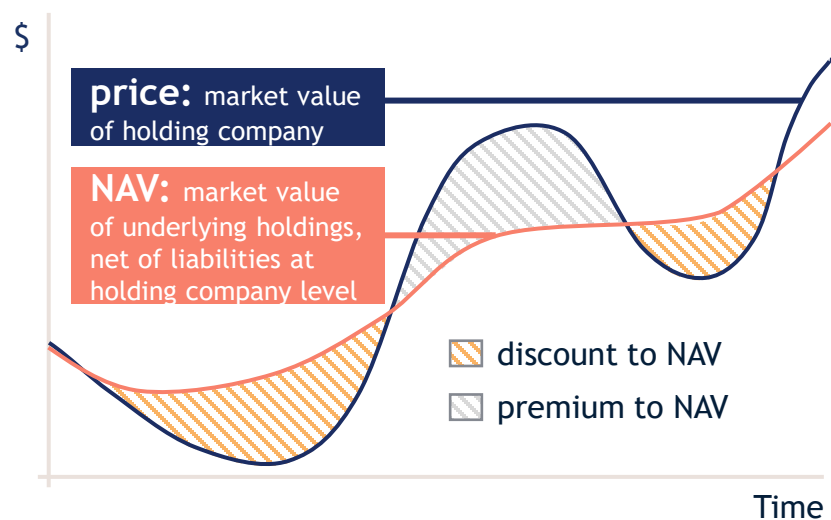 $
price: market value
of holding company
NAV: market value
of underlying holdings,
net of liabilities at
holding company level
discount to NAV
premium to NAV
Time